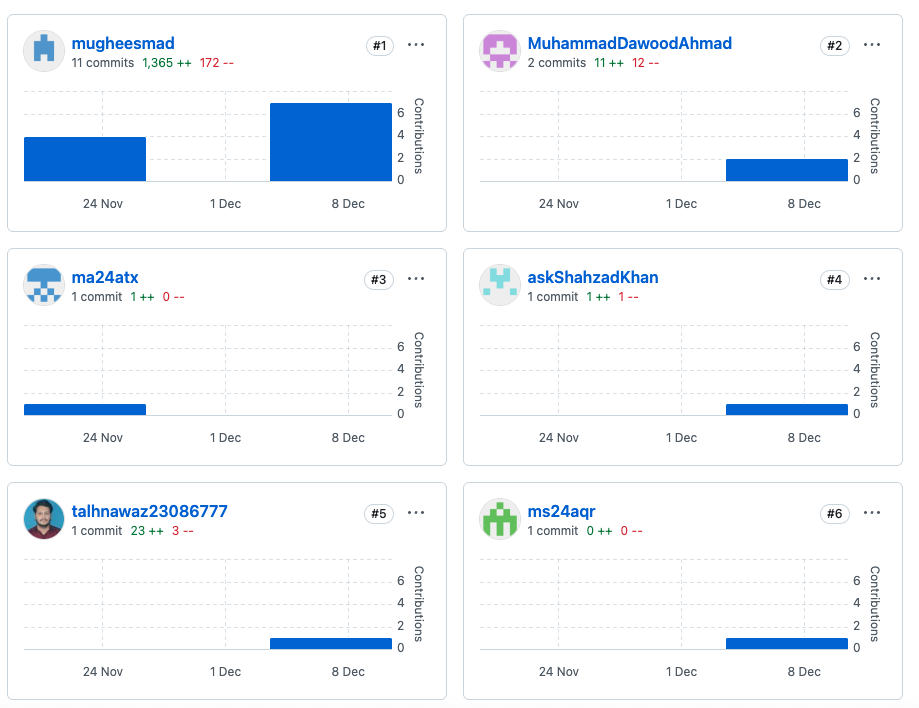 mugheesmad #1 ...
11 commits 1,365 ++ 172 --
6
4
2
0
Contributions
24 Nov 1 Dec 8 Dec
MuhammadDawoodAhmad #2 ...
2 commits 11 ++ 12 --
6
4
2
0
Contributions
24 Nov 1 Dec 8 Dec
ma24atx #3 ...
1 commit 1 ++ 0 --
6
4
2
0
Contributions
24 Nov 1 Dec 8 Dec
askShahzadKhan #4 ...
1 commit 1 ++ 1 --
6
4
2
0
Contributions
24 Nov 1 Dec 8 Dec
talhnawaz23086777 #5 ...
1 commit 23 ++ 3 --
6
4
2
0
Contributions
24 Nov 1 Dec 8 Dec
ms24aqr #6 ...
1 commit 0 ++ 0 --
6
4
2
0
Contributions
24 Nov 1 Dec 8 Dec